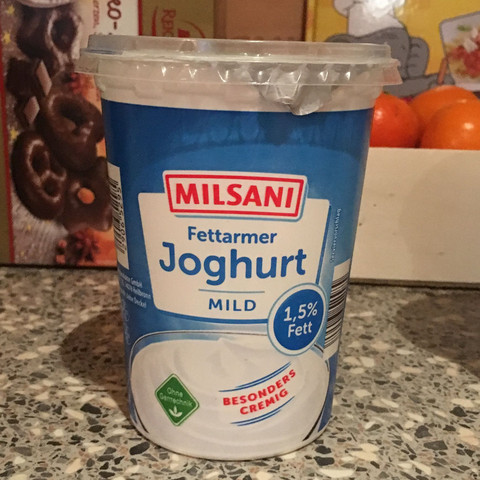 MILSANI
Fettarmer
Joghurt
MILD
1,5%
Fett
Ohne
Gentechnik
BESONDERS
CREMIG